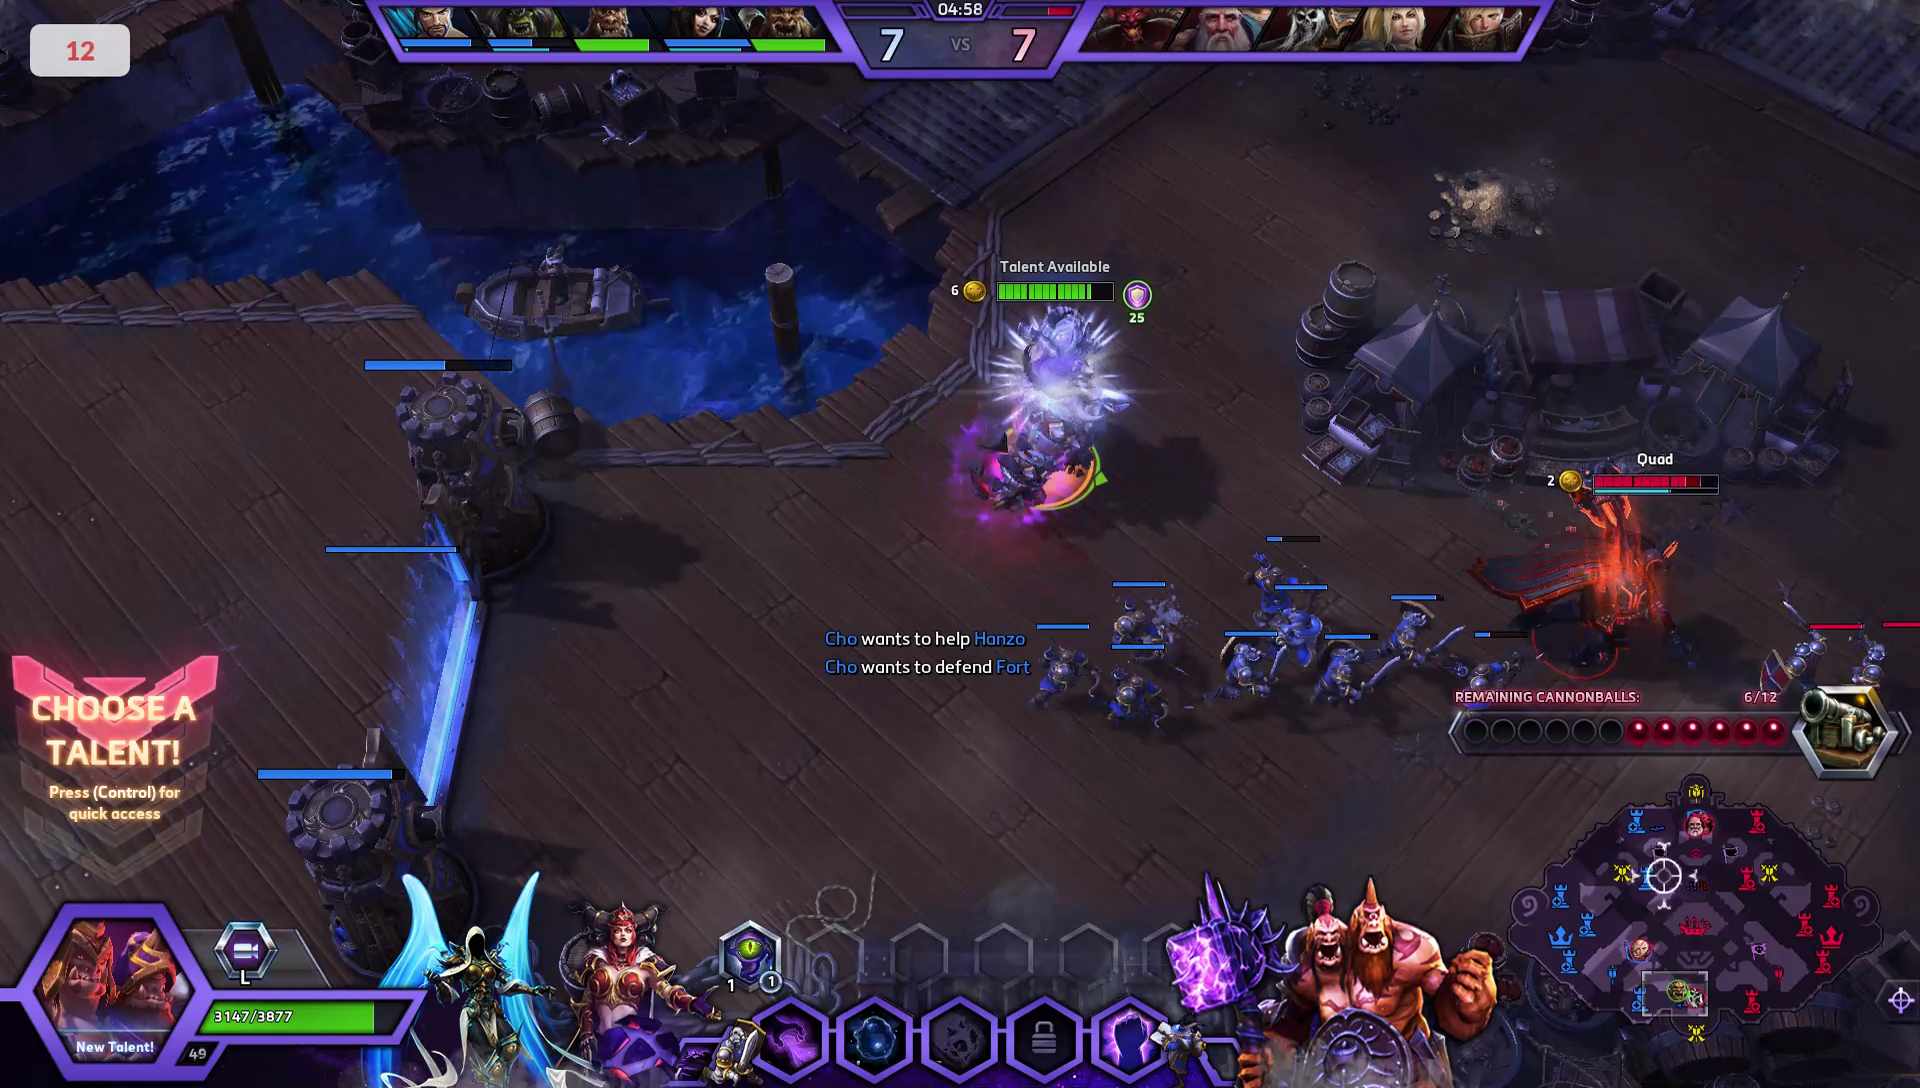 12
04:58
7 VS 7
Talent Available
6
25
Quad
2
Cho wants to help Hanzo
Cho wants to defend Fort
REMAINING CANNONBALLS: 6/12
CHOOSE A
TALENT!
Press (Control) for
quick access
L
1 1
3147/3877
New Talent!
49